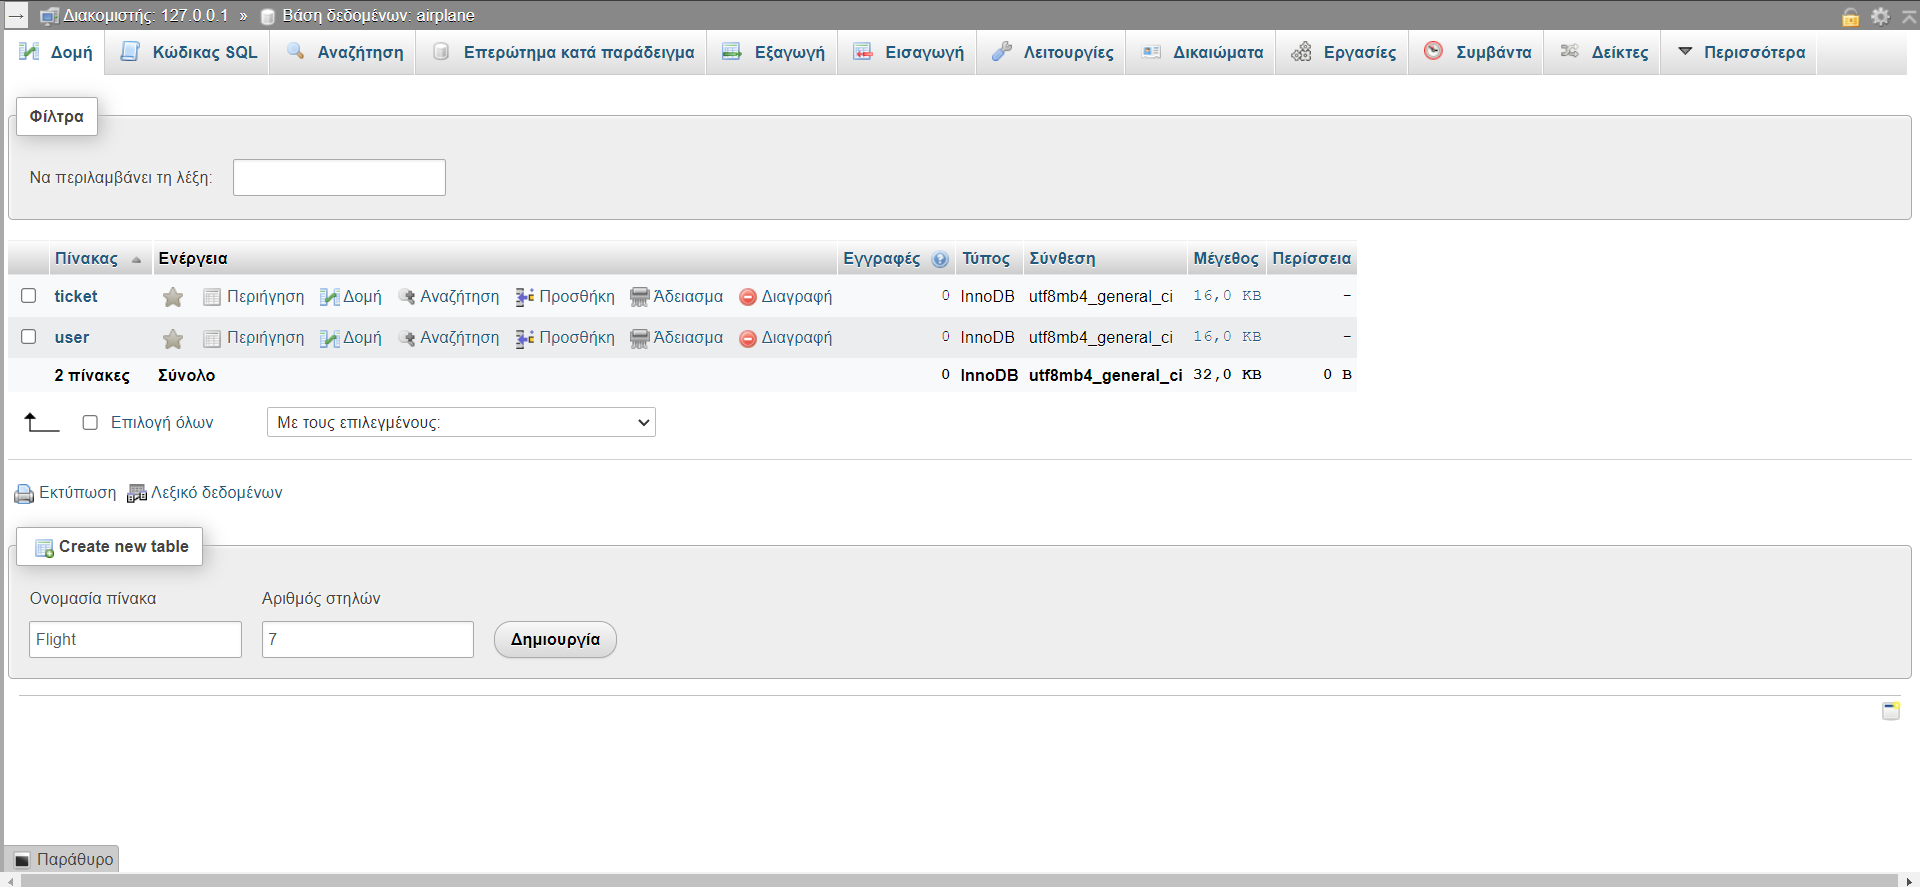 Διακομιστής: 127.0.0.1 » Βάση δεδομένων: airplane
Δομή Κώδικας SQL Αναζήτηση Επερώτημα κατά παράδειγμα Εξαγωγή Εισαγωγή Λειτουργίες Δικαιώματα Εργασίες Συμβάντα Δείκτες Περισσότερα
Φίλτρα
Να περιλαμβάνει τη λέξη:
Πίνακας Ενέργεια Εγγραφές Τύπος Σύνθεση Μέγεθος Περίσσεια
ticket Περιήγηση Δομή Αναζήτηση Προσθήκη Άδειασμα Διαγραφή 0 InnoDB utf8mb4_general_ci 16,0 KB -
user Περιήγηση Δομή Αναζήτηση Προσθήκη Άδειασμα Διαγραφή 0 InnoDB utf8mb4_general_ci 16,0 KB -
2 πίνακες Σύνολο 0 InnoDB utf8mb4_general_ci 32,0 KB 0 B
Επιλογή όλων Με τους επιλεγμένους:
Εκτύπωση Λεξικό δεδομένων
Create new table
Ονομασία πίνακα Αριθμός στηλών
Flight 7 Δημιουργία
Παράθυρο